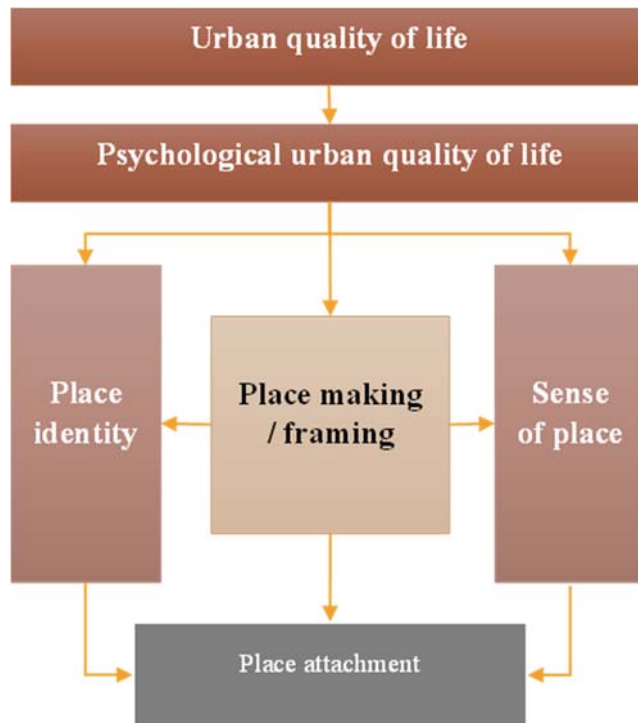 Urban quality of life
Psychological urban quality of life
Place
identity
Place making
/ framing
Sense
of place
Place attachment